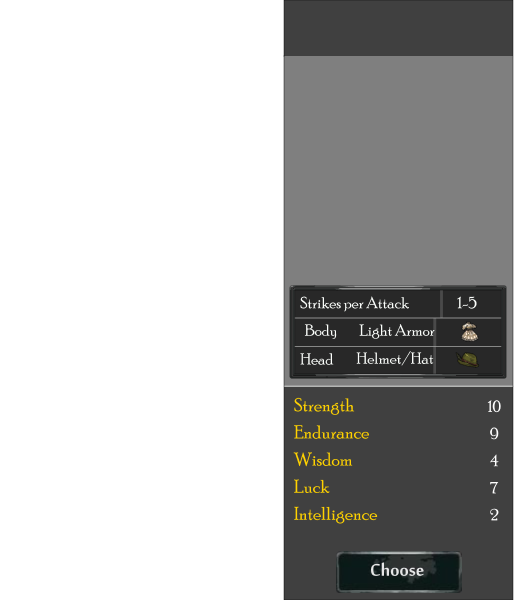 Strikes per Attack 1-5
Body Light Armor
Head Helmet/Hat
Strength 10
Endurance 9
Wisdom 4
Luck 7
Intelligence 2
Choose